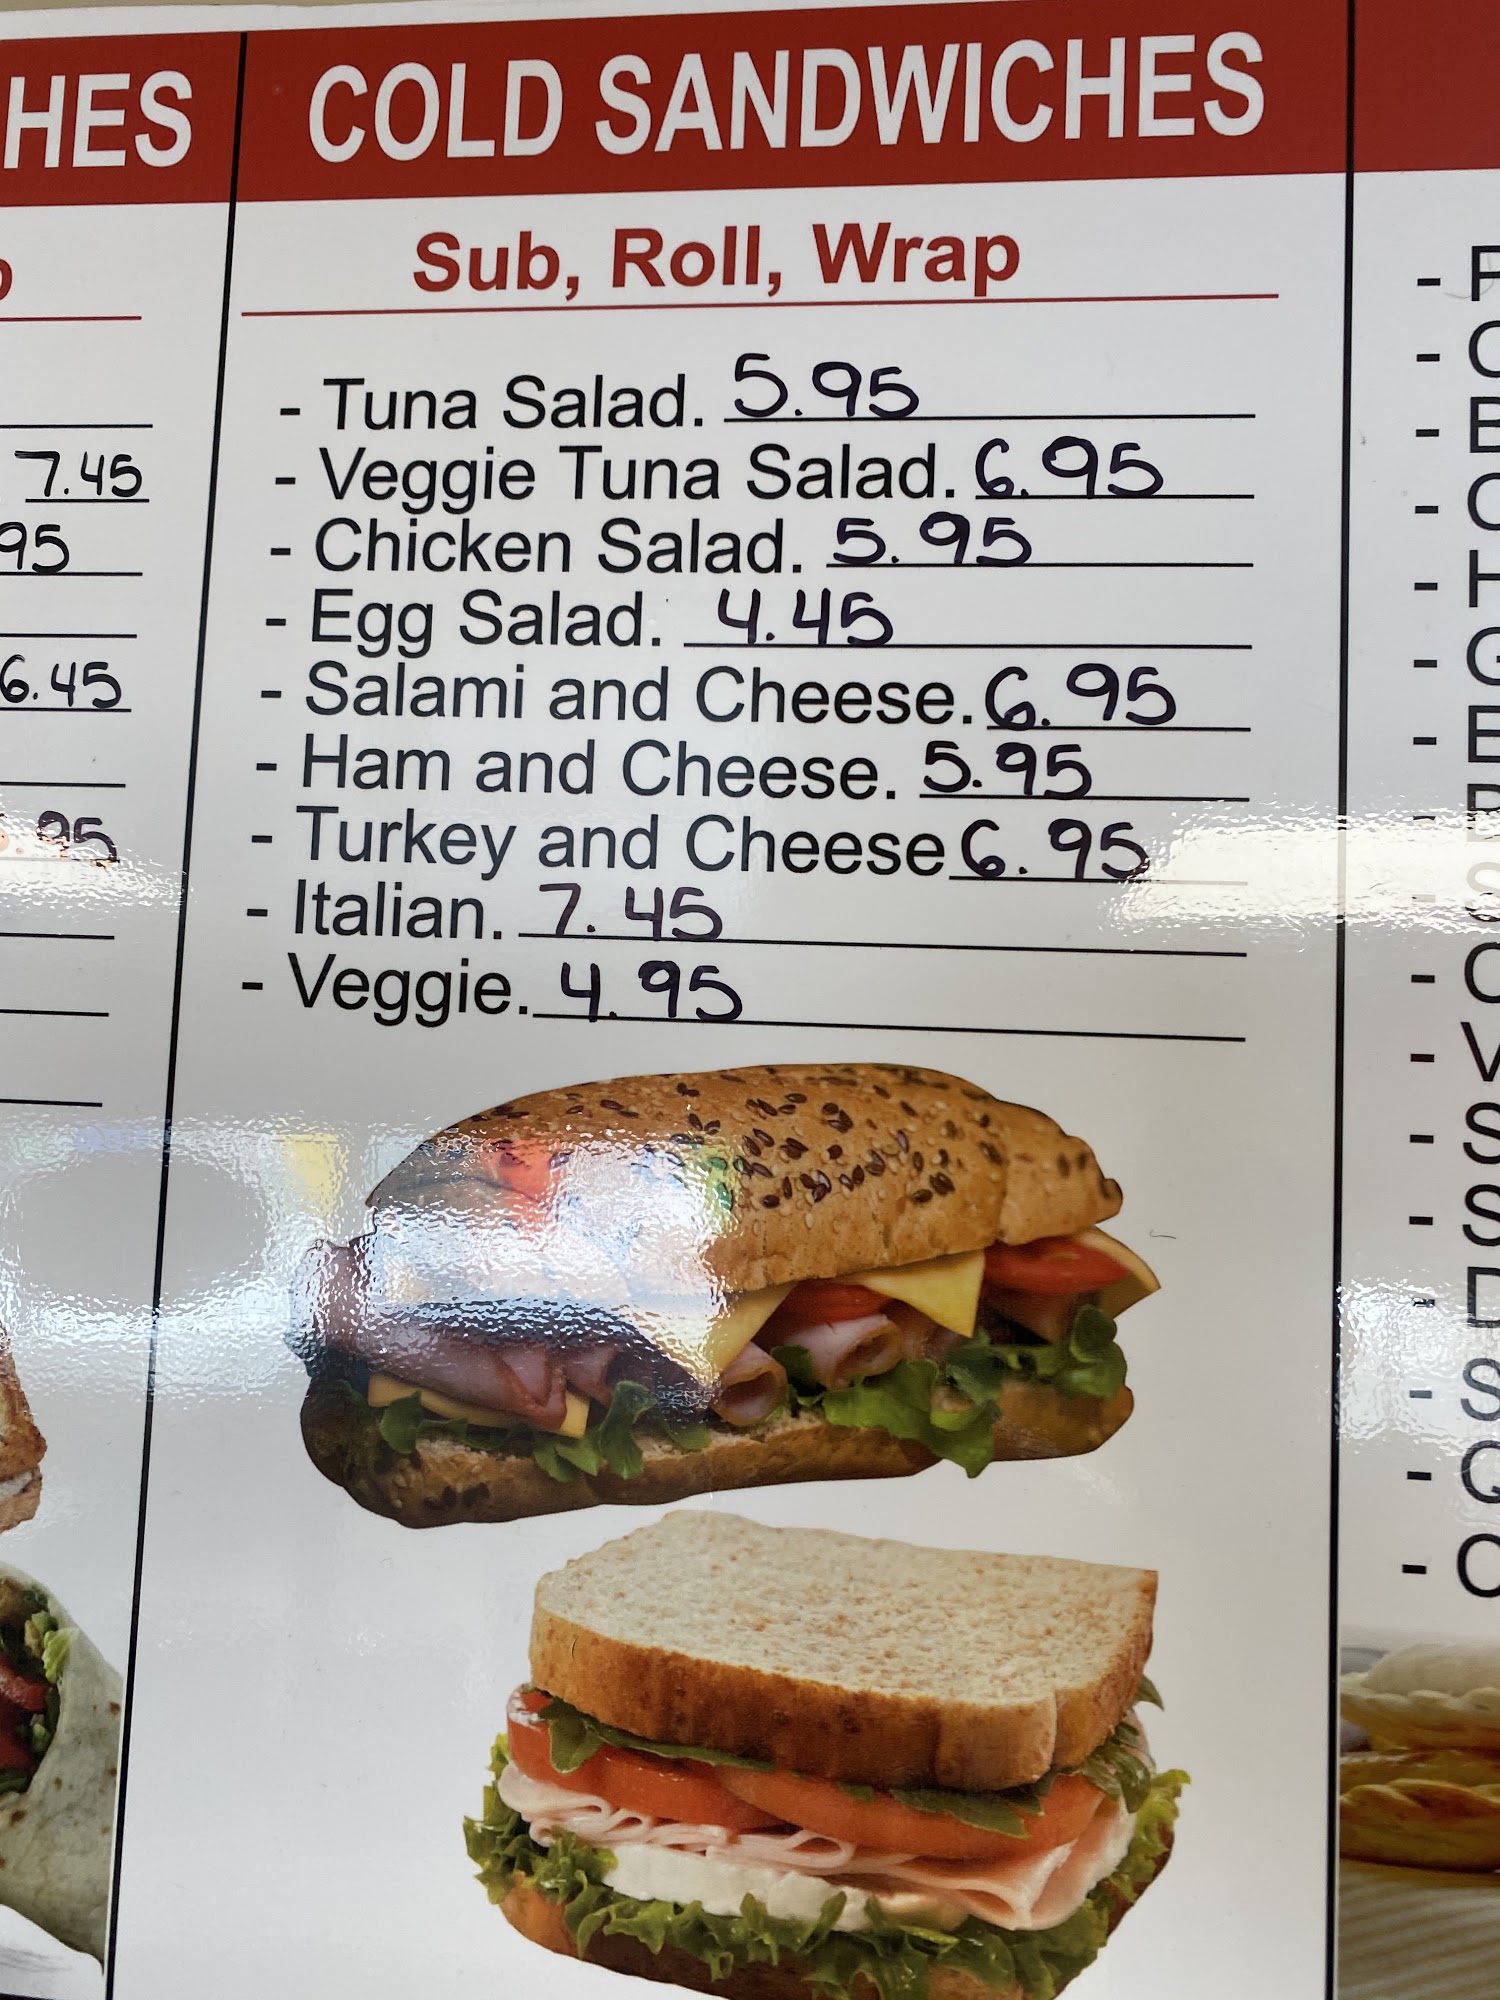 HES
7.45
95
6.45
95
COLD SANDWICHES
Sub, Roll, Wrap
- Tuna Salad. 5.95
- Veggie Tuna Salad. 6.95
- Chicken Salad. 5.95
- Egg Salad. 4.45
- Salami and Cheese. 6.95
- Ham and Cheese. 5.95
- Turkey and Cheese 6.95
- Italian. 7.45
- Veggie. 4.95